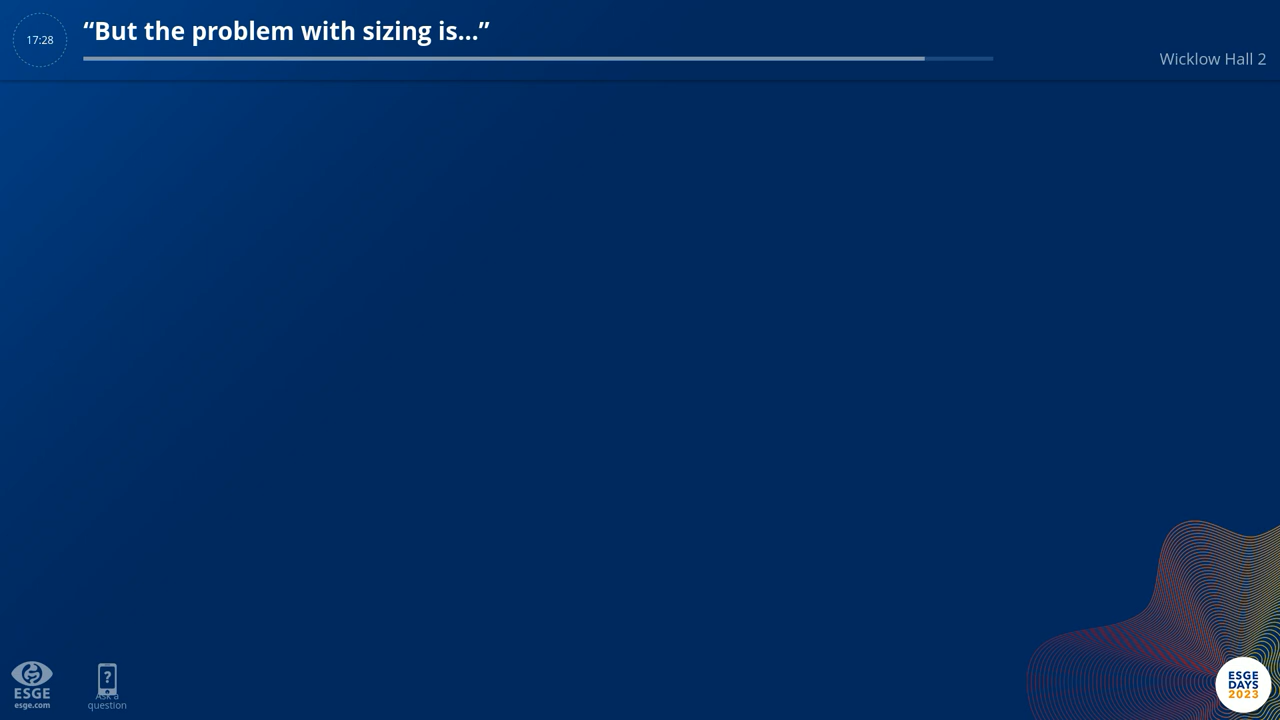 17:28
“But the problem with sizing is...”
Wicklow Hall 2
ESGE
esge.com
?
Ask a
question
ESGE
DAYS
2023